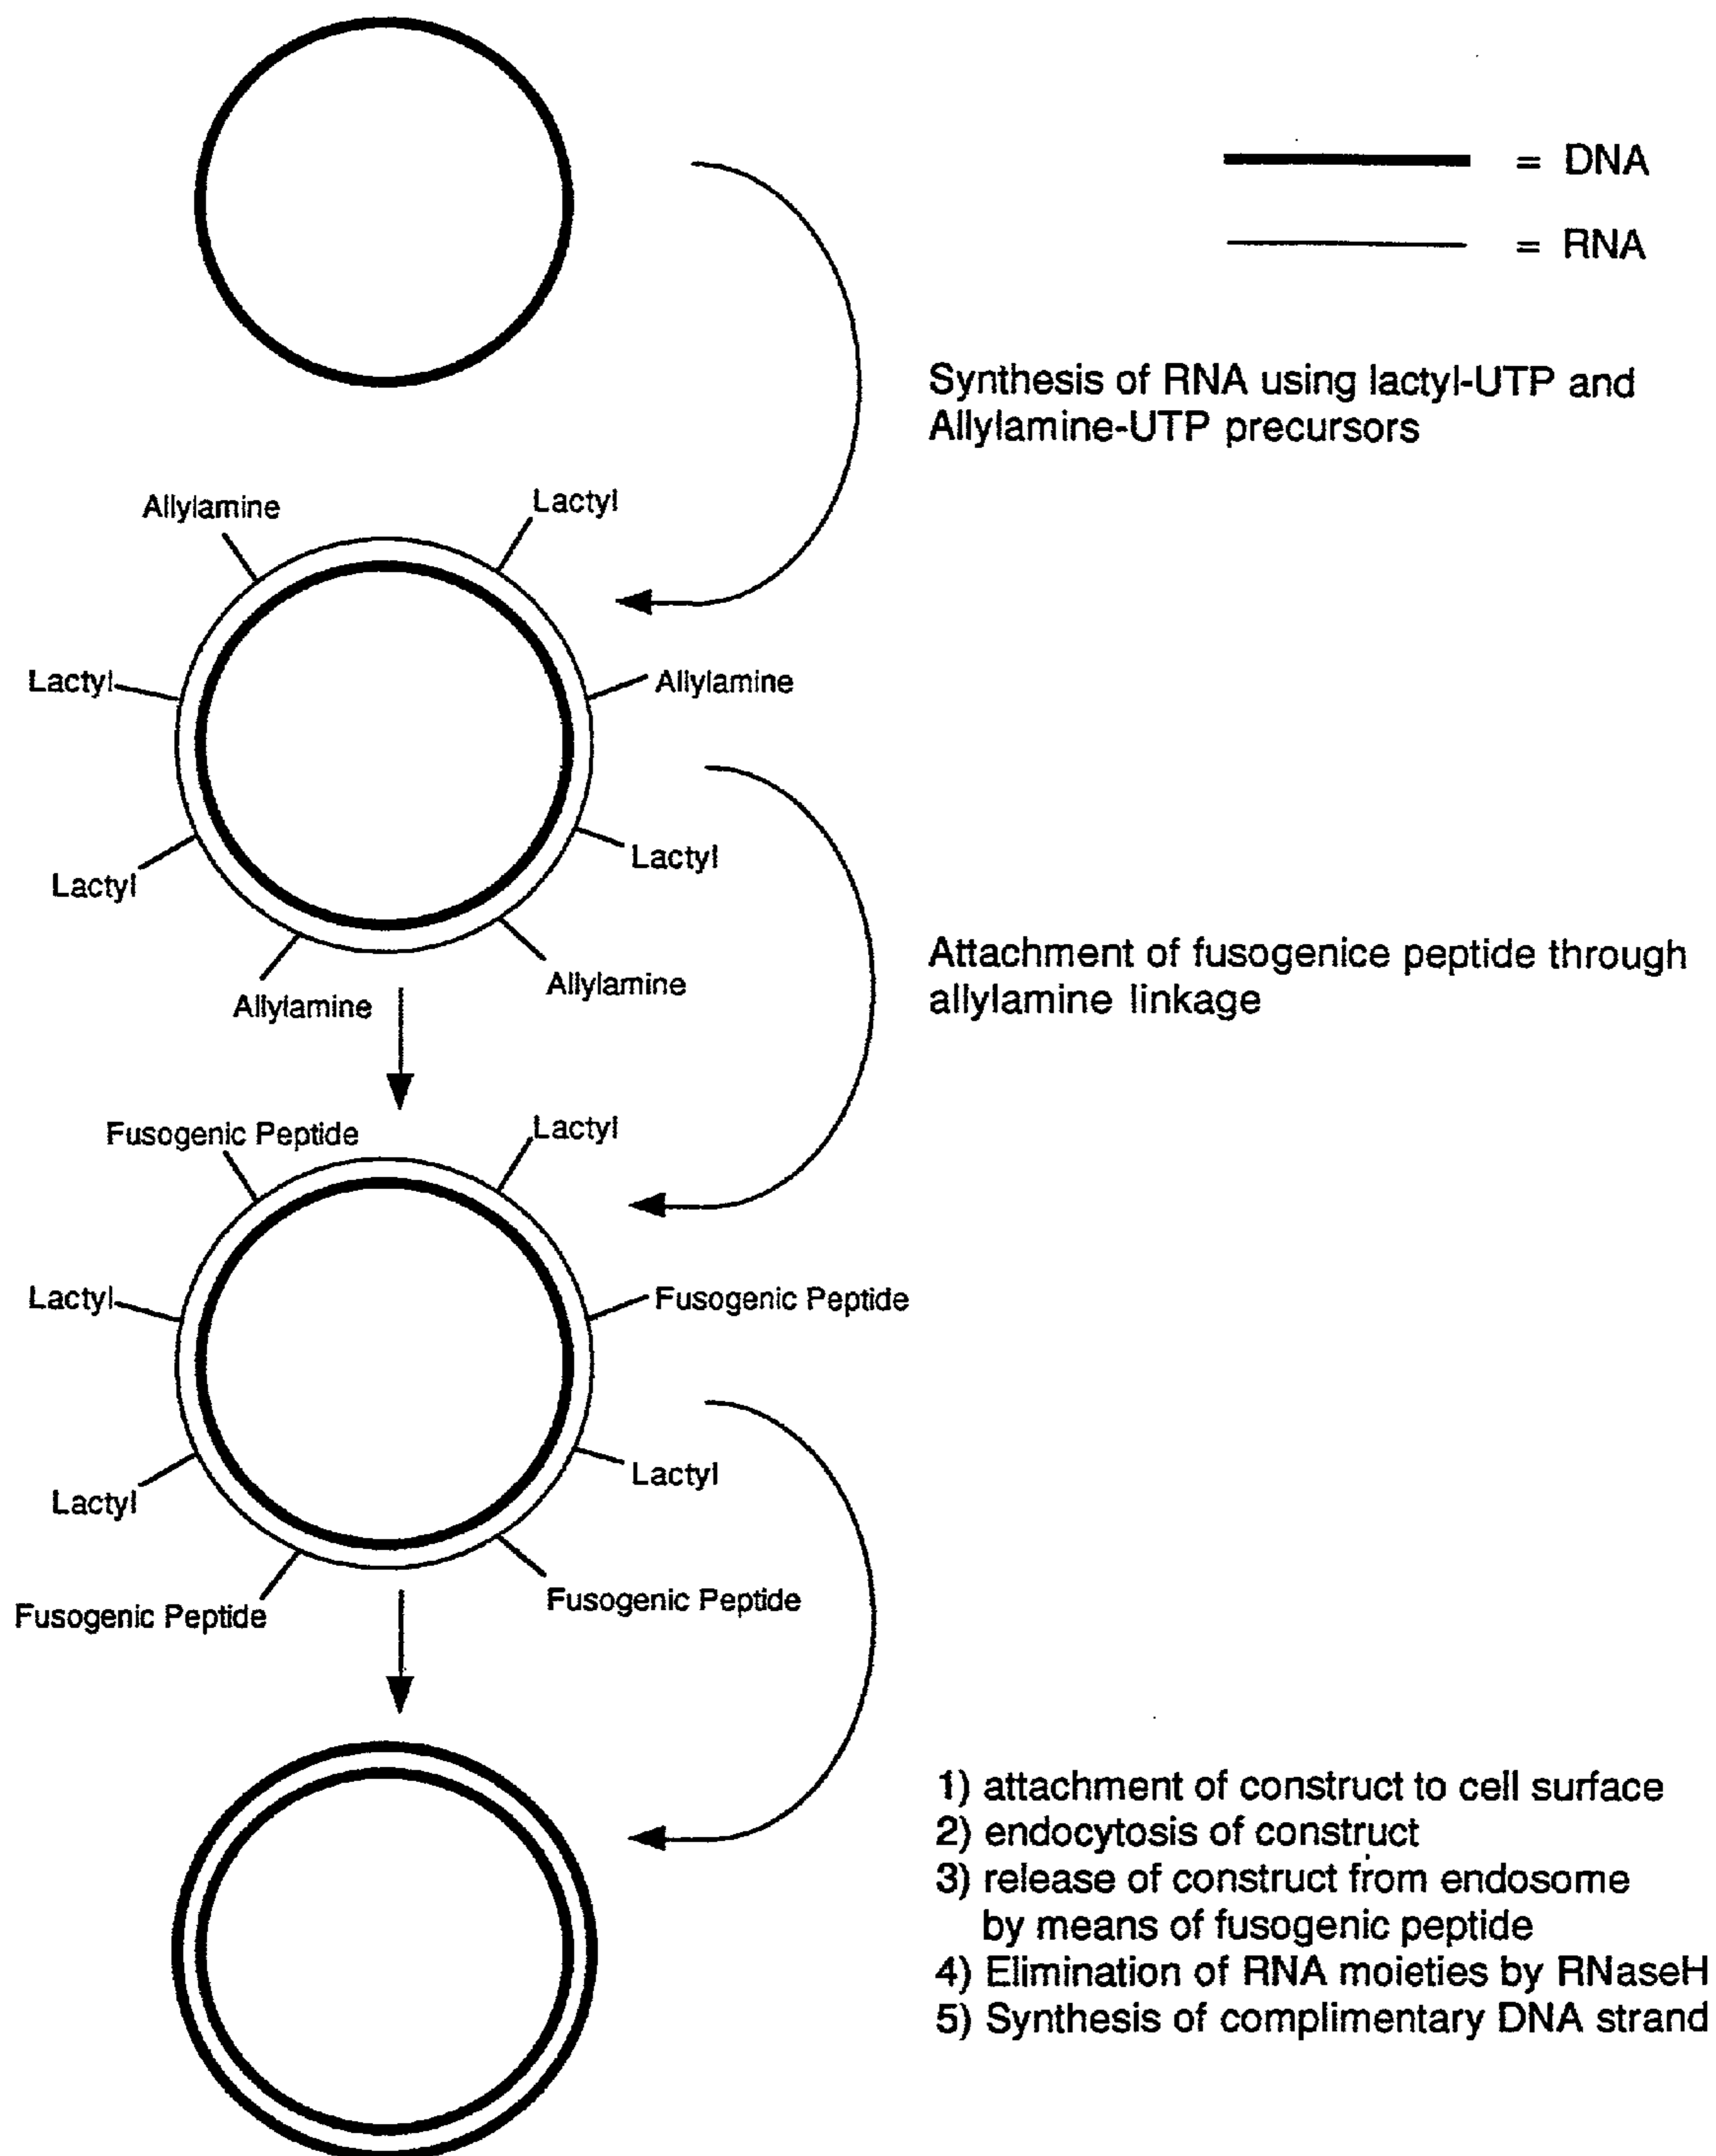 = DNA
= RNA
Synthesis of RNA using lactyl-UTP and
Allylamine-UTP precursors
Allylamine
Lactyl
Lactyl
Allylamine
Lactyl
Lactyl
Allylamine
Allylamine
Attachment of fusogenice peptide through
allylamine linkage
Fusogenic Peptide
Lactyl
Lactyl
Fusogenic Peptide
Lactyl
Lactyl
Fusogenic Peptide
Fusogenic Peptide
1) attachment of construct to cell surface
2) endocytosis of construct
3) release of construct from endosome
by means of fusogenic peptide
4) Elimination of RNA moieties by RNaseH
5) Synthesis of complimentary DNA strand